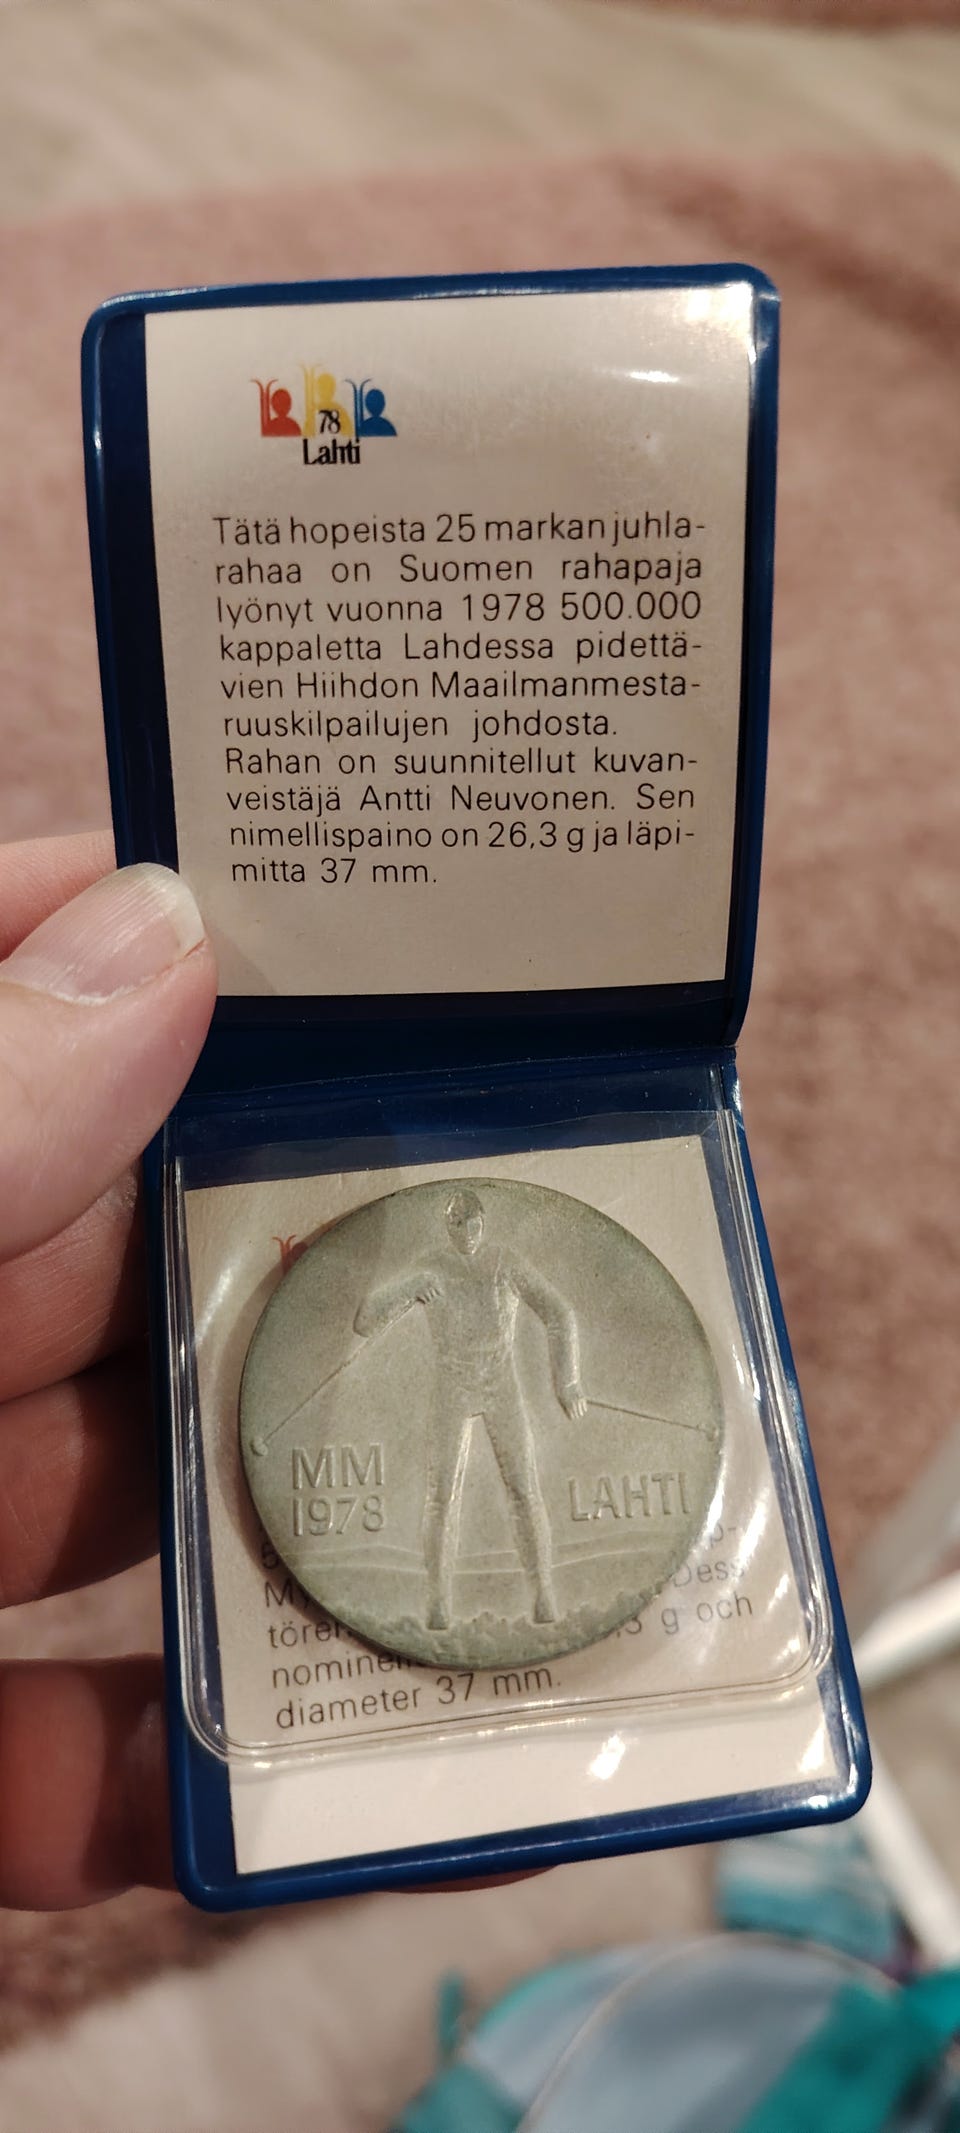 78
Lahti
Tätä hopeista 25 markan juhla-
rahaa on Suomen rahapaja
lyönyt vuonna 1978 500.000
kappaletta Lahdessa pidettä-
vien Hiihdon Maailmanmesta-
ruuskilpailujen johdosta.
Rahan on suunnitellut kuvan-
veistäjä Antti Neuvonen. Sen
nimellispaino on 26,3 g ja läpi-
mitta 37 mm.
MM
1978
LAHTI
g och
diameter 37 mm.